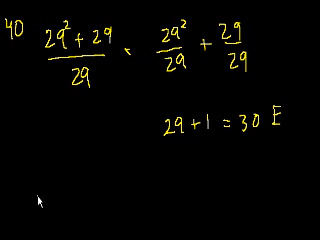 40 (29² + 29)/29 = 29²/29 + 29/29
29 + 1 = 30 E